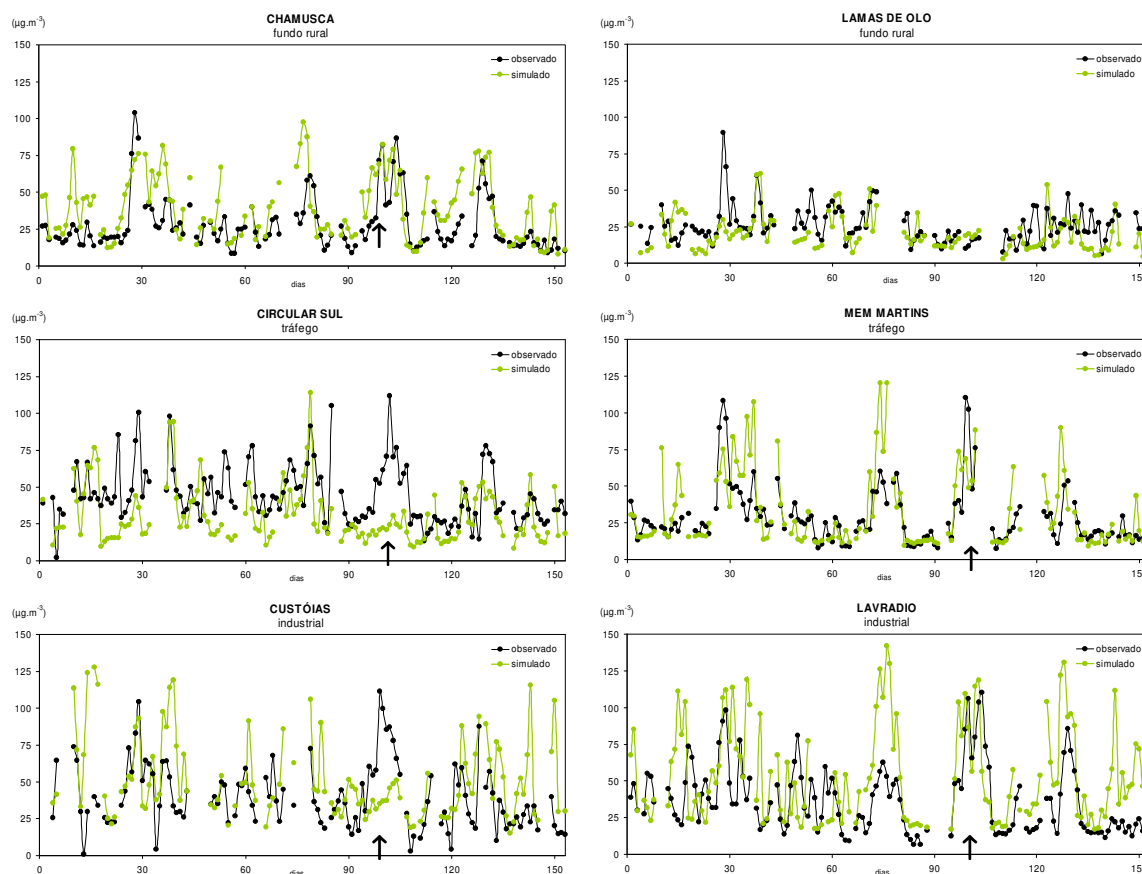 CHAMUSCA
fundo rural
(µg.m-3)
150
125
100
75
50
25
0
0
30
60
90
120
150
dias
observado
simulado
LAMAS DE OLO
fundo rural
(µg.m-3)
150
125
100
75
50
25
0
0
30
60
90
120
150
dias
observado
simulado
CIRCULAR SUL
tráfego
(µg.m-3)
150
125
100
75
50
25
0
0
30
60
90
120
150
dias
observado
simulado
MEM MARTINS
tráfego
(µg.m-3)
150
125
100
75
50
25
0
0
30
60
90
120
150
dias
observado
simulado
CUSTÓIAS
industrial
(µg.m-3)
150
125
100
75
50
25
0
0
30
60
90
120
150
dias
observado
simulado
LAVRADIO
industrial
(µg.m-3)
150
125
100
75
50
25
0
0
30
60
90
120
150
dias
observado
simulado